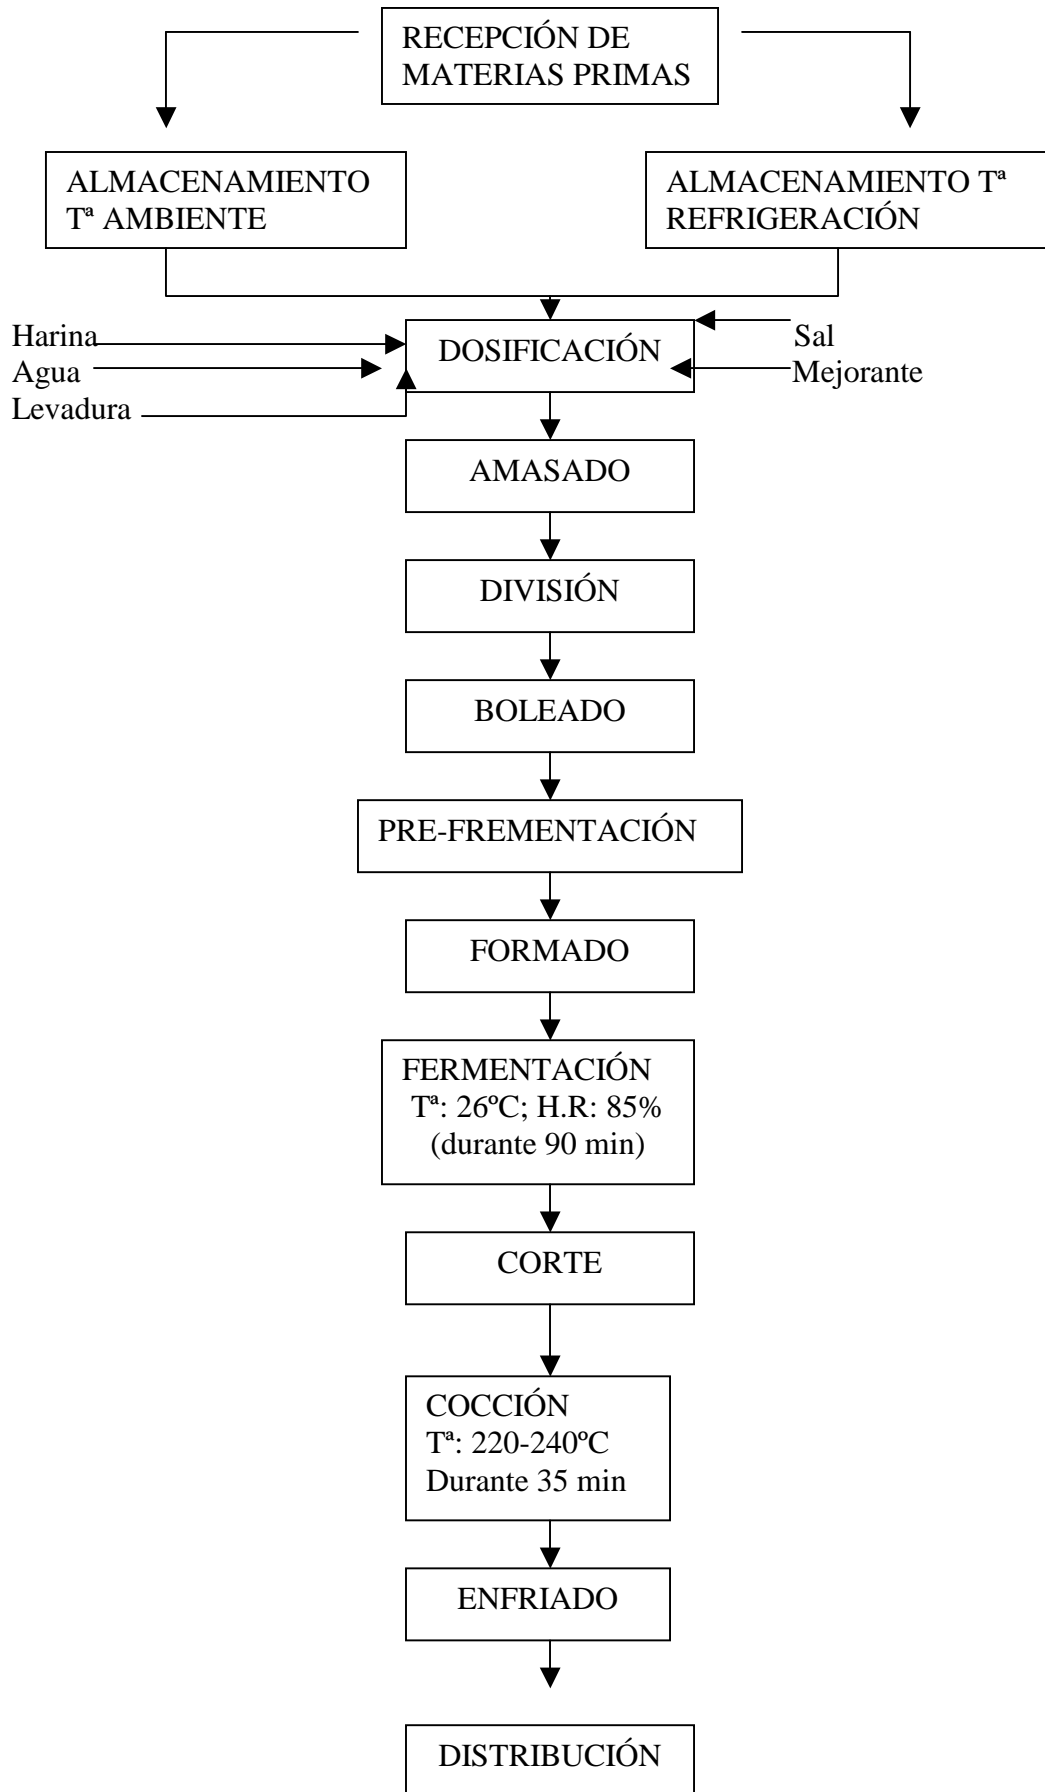 RECEPCIÓN DE
MATERIAS PRIMAS
ALMACENAMIENTO
Tª AMBIENTE
ALMACENAMIENTO Tª
REFRIGERACIÓN
Harina
Agua
Levadura
DOSIFICACIÓN
Sal
Mejorante
AMASADO
DIVISIÓN
BOLEADO
PRE-FREMENTACIÓN
FORMADO
FERMENTACIÓN
Tª: 26ºC; H.R: 85%
(durante 90 min)
CORTE
COCCIÓN
Tª: 220-240ºC
Durante 35 min
ENFRIADO
DISTRIBUCIÓN